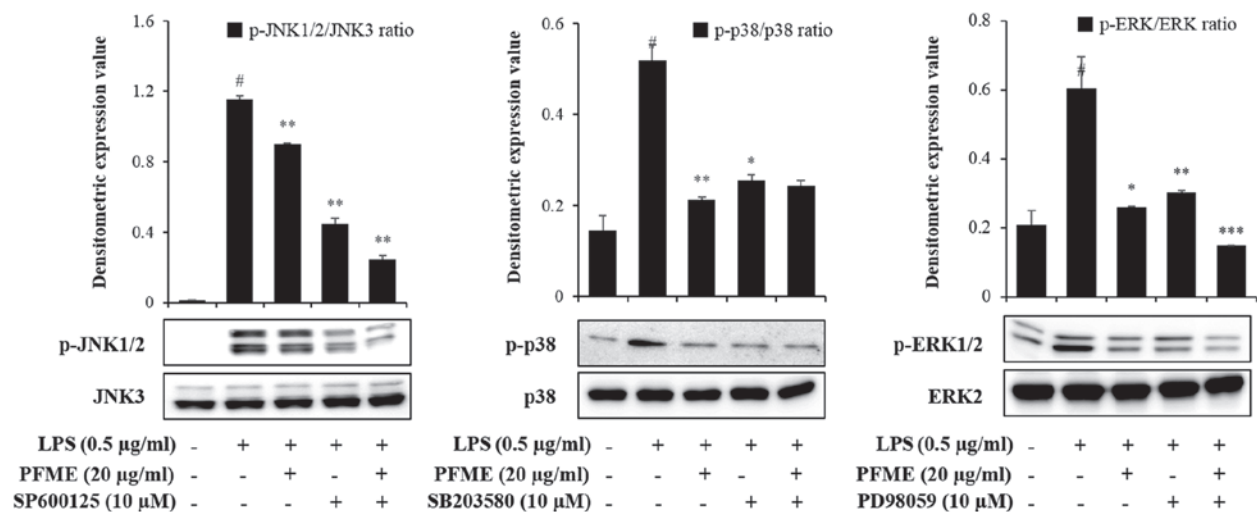 p-JNK1/2/JNK3 ratio
Densitometric expression value
1.6
1.2
0.8
0.4
0
#
**
**
**
p-JNK1/2
JNK3
LPS (0.5 µg/ml) - + + + +
PFME (20 µg/ml) - - + - +
SP600125 (10 µM) - - - + +
p-p38/p38 ratio
Densitometric expression value
0.6
0.4
0.2
0
#
**
*
p-p38
p38
LPS (0.5 µg/ml) - + + + +
PFME (20 µg/ml) - - + - +
SB203580 (10 µM) - - - + +
p-ERK/ERK ratio
Densitometric expression value
0.8
0.6
0.4
0.2
0
#
*
**
***
p-ERK1/2
ERK2
LPS (0.5 µg/ml) - + + + +
PFME (20 µg/ml) - - + - +
PD98059 (10 µM) - - - + +